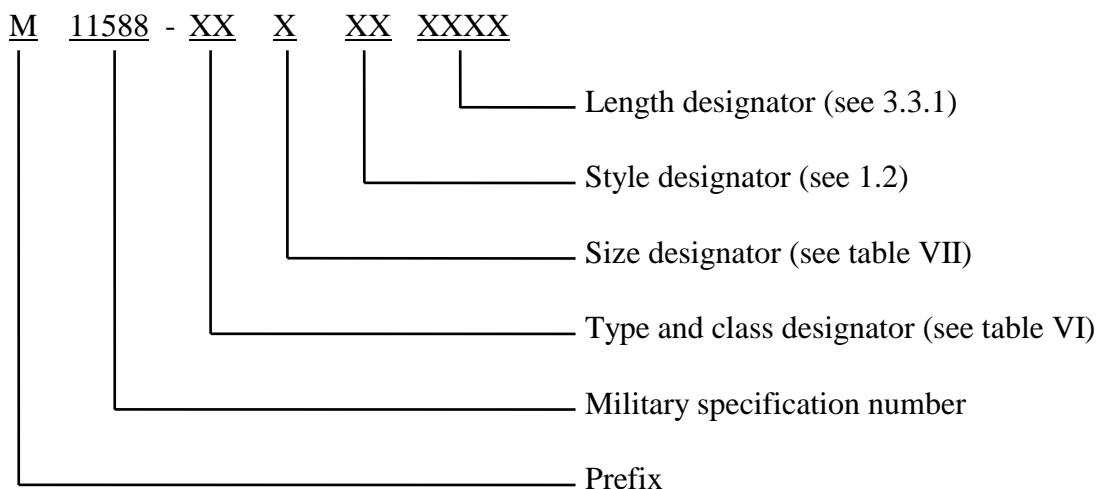 M 11588 - XX X XX XXXX
Length designator (see 3.3.1)
Style designator (see 1.2)
Size designator (see table VII)
Type and class designator (see table VI)
Military specification number
Prefix